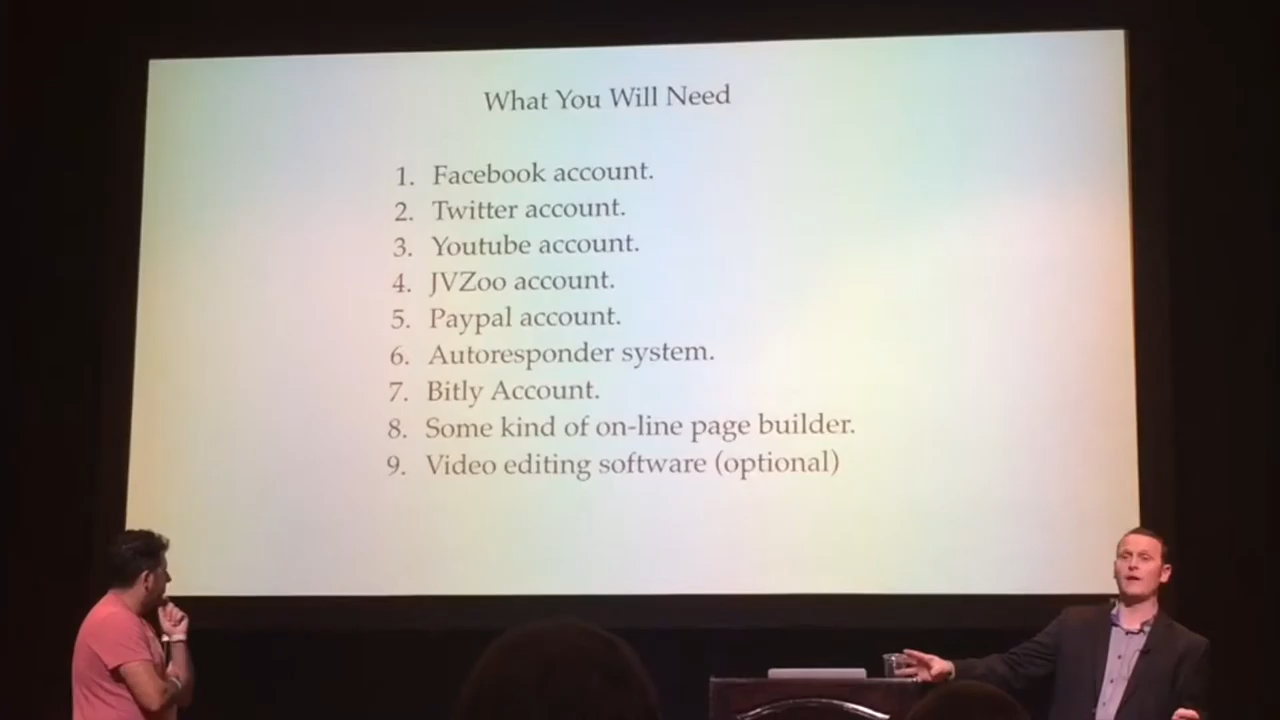 What You Will Need
1. Facebook account.
2. Twitter account.
3. Youtube account.
4. JVZoo account.
5. Paypal account.
6. Autoresponder system.
7. Bitly Account.
8. Some kind of on-line page builder.
9. Video editing software (optional)